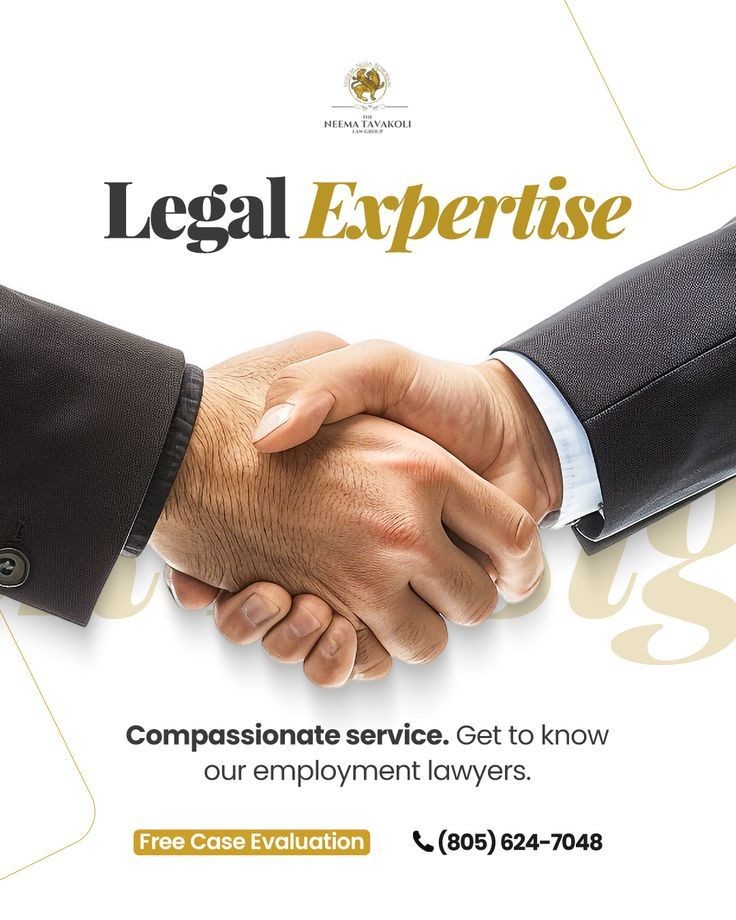 THE
NEEMA TAVAKOLI
LAW GROUP
Legal Expertise
Compassionate service. Get to know
our employment lawyers.
Free Case Evaluation
(805) 624-7048